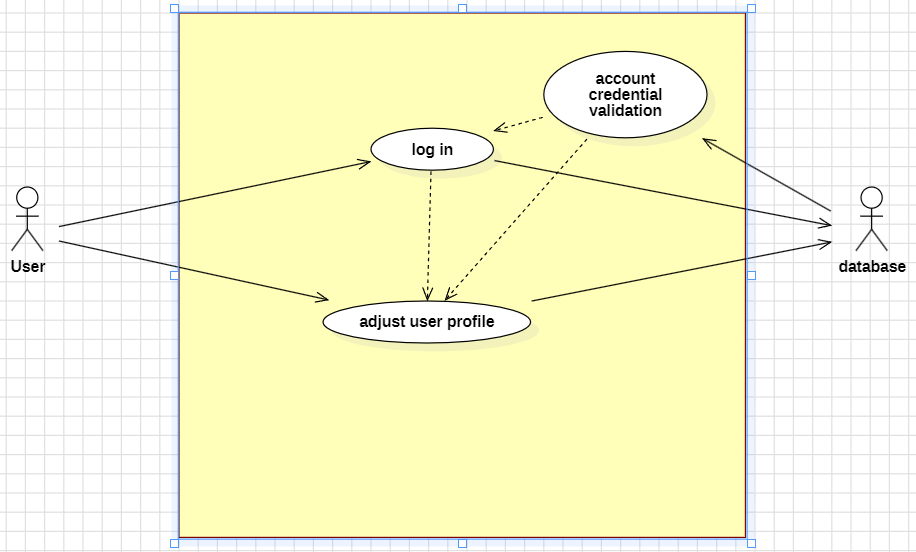 account
credential
validation
log in
User
database
adjust user profile